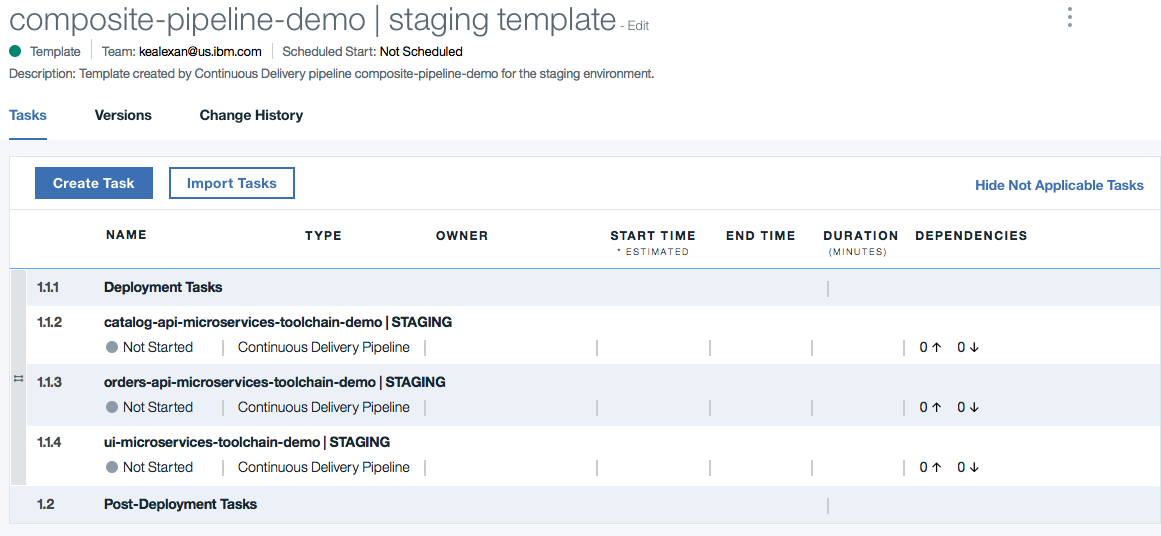 composite-pipeline-demo | staging template - Edit
Template Team: kealexan@us.ibm.com Scheduled Start: Not Scheduled
Description: Template created by Continuous Delivery pipeline composite-pipeline-demo for the staging environment.
Tasks Versions Change History
Create Task Import Tasks Hide Not Applicable Tasks
NAME TYPE OWNER START TIME END TIME DURATION DEPENDENCIES
* ESTIMATED (MINUTES)
1.1.1 Deployment Tasks
1.1.2 catalog-api-microservices-toolchain-demo | STAGING
Not Started Continuous Delivery Pipeline 0 ↑ 0 ↓
1.1.3 orders-api-microservices-toolchain-demo | STAGING
Not Started Continuous Delivery Pipeline 0 ↑ 0 ↓
1.1.4 ui-microservices-toolchain-demo | STAGING
Not Started Continuous Delivery Pipeline 0 ↑ 0 ↓
1.2 Post-Deployment Tasks